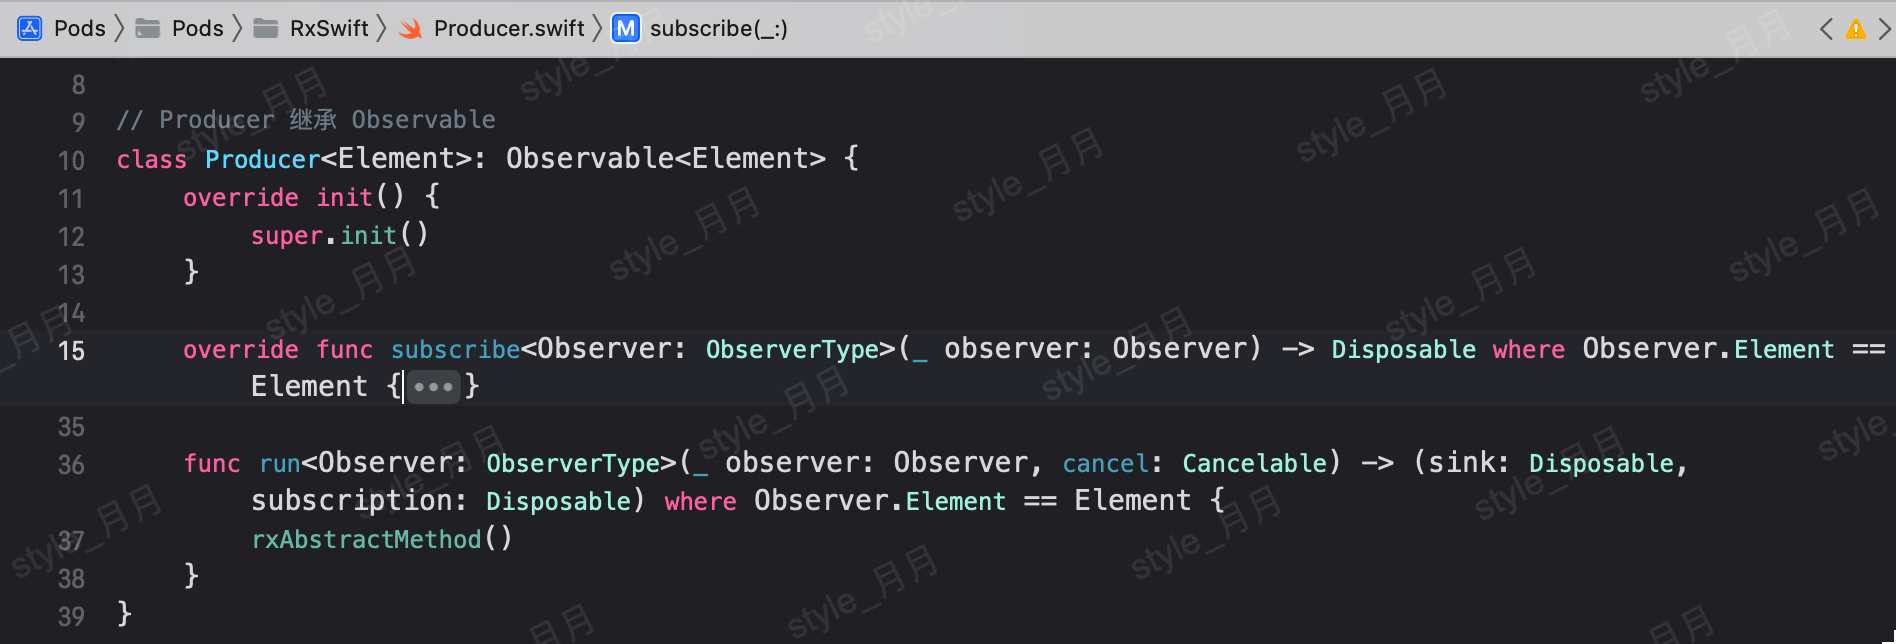 Pods Pods RxSwift Producer.swift M subscribe(_:)
8
9 // Producer 继承 Observable
10 class Producer<Element>: Observable<Element> {
11 override init() {
12 super.init()
13 }
14
15 override func subscribe<Observer: ObserverType>(_ observer: Observer) -> Disposable where Observer.Element ==
Element {•••}
35
36 func run<Observer: ObserverType>(_ observer: Observer, cancel: Cancelable) -> (sink: Disposable,
subscription: Disposable) where Observer.Element == Element {
37 rxAbstractMethod()
38 }
39 }
style_月月